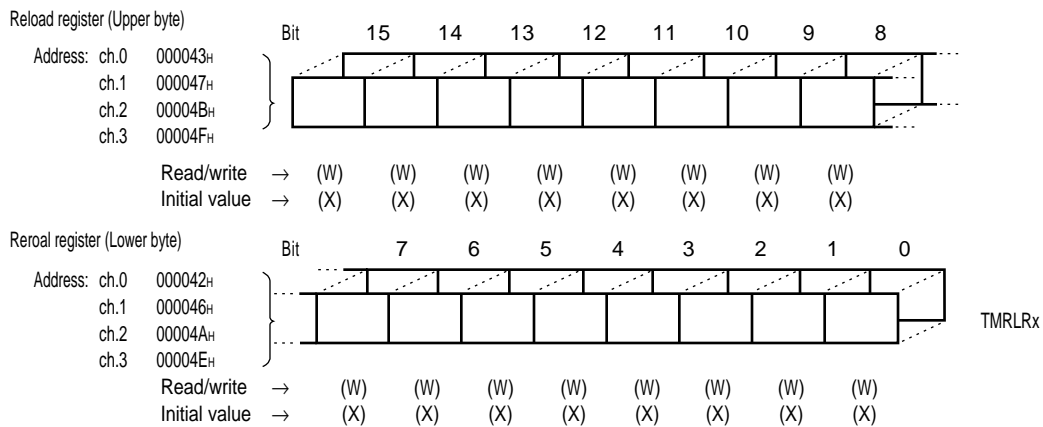 Reload register (Upper byte)
Bit 15 14 13 12 11 10 9 8
Address: ch.0 000043H
ch.1 000047H
ch.2 00004BH
ch.3 00004FH
Read/write → (W) (W) (W) (W) (W) (W) (W) (W)
Initial value → (X) (X) (X) (X) (X) (X) (X) (X)
Reroal register (Lower byte)
Bit 7 6 5 4 3 2 1 0
Address: ch.0 000042H
ch.1 000046H
ch.2 00004AH
ch.3 00004EH
TMRLRx
Read/write → (W) (W) (W) (W) (W) (W) (W) (W)
Initial value → (X) (X) (X) (X) (X) (X) (X) (X)